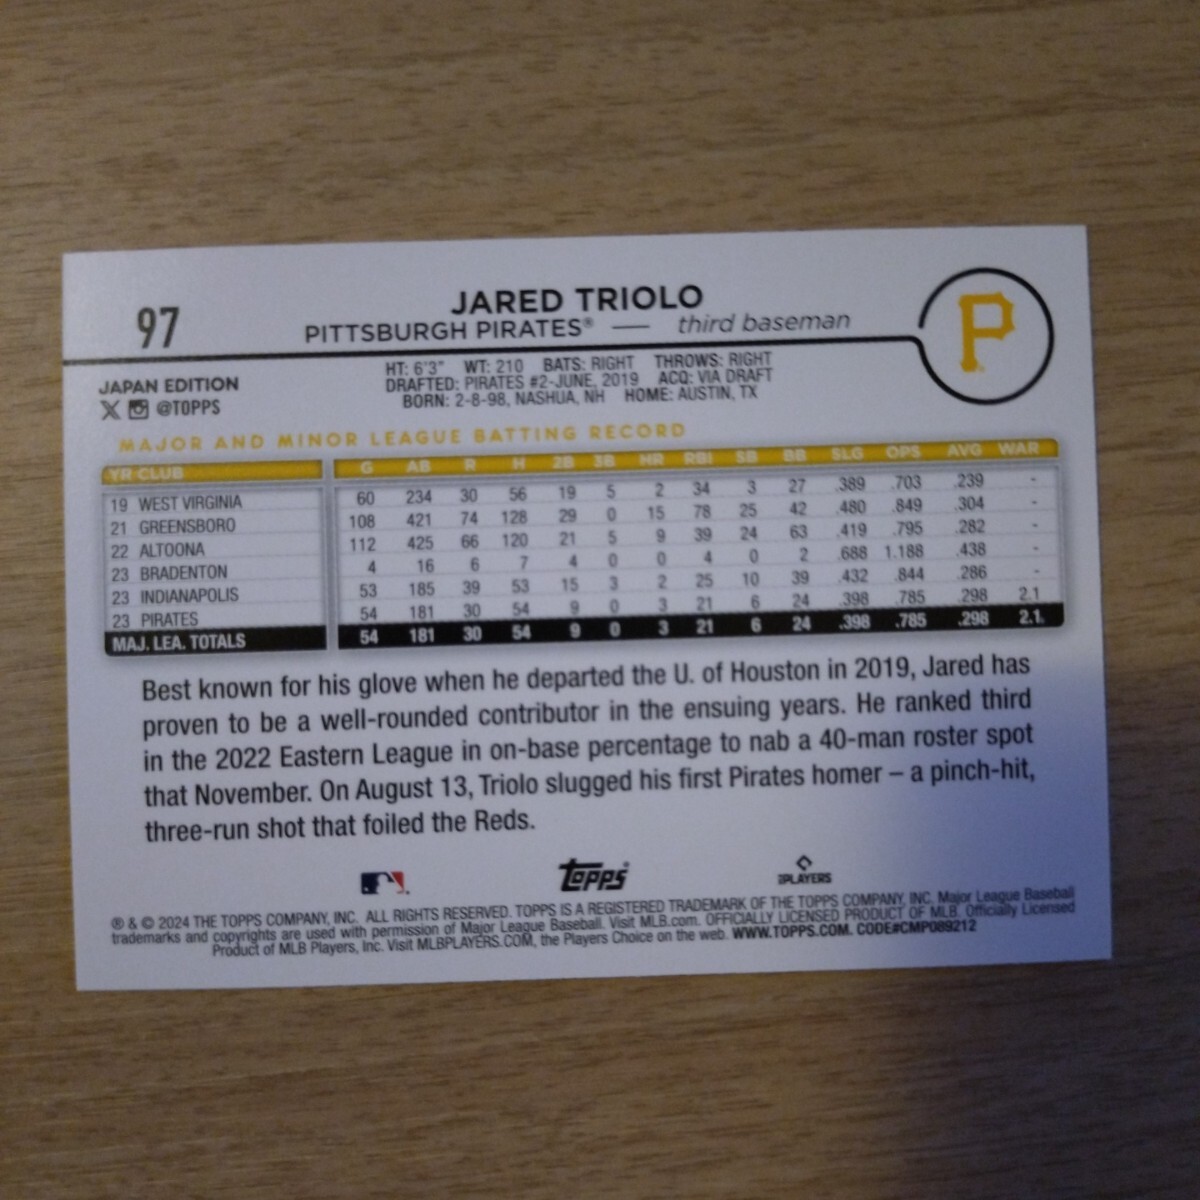 97
JARED TRIOLO
PITTSBURGH PIRATES® — third baseman
P
JAPAN EDITION
@TOPPS
HT: 6'3" WT: 210 BATS: RIGHT THROWS: RIGHT
DRAFTED: PIRATES #2-JUNE, 2019 ACQ: VIA DRAFT
BORN: 2-8-98, NASHUA, NH HOME: AUSTIN, TX
MAJOR AND MINOR LEAGUE BATTING RECORD
YR CLUB G AB R H 2B 3B HR RBI SB BB SLG OPS AVG WAR
19 WEST VIRGINIA 60 234 30 56 19 5 2 34 3 27 .389 .703 .239 -
21 GREENSBORO 108 421 74 128 29 0 15 78 25 42 .480 .849 .304 -
22 ALTOONA 112 425 66 120 21 5 9 39 24 63 .419 .795 .282 -
23 BRADENTON 4 16 6 7 4 0 0 4 0 2 .688 1.188 .438 -
23 INDIANAPOLIS 53 185 39 53 15 3 2 25 10 39 .432 .844 .286 -
23 PIRATES 54 181 30 54 9 0 3 21 6 24 .398 .785 .298 2.1
MAJ. LEA. TOTALS 54 181 30 54 9 0 3 21 6 24 .398 .785 .298 2.1
Best known for his glove when he departed the U. of Houston in 2019, Jared has
proven to be a well-rounded contributor in the ensuing years. He ranked third
in the 2022 Eastern League in on-base percentage to nab a 40-man roster spot
that November. On August 13, Triolo slugged his first Pirates homer – a pinch-hit,
three-run shot that foiled the Reds.
topps® PLAYERS
® & © 2024 THE TOPPS COMPANY, INC. ALL RIGHTS RESERVED. TOPPS IS A REGISTERED TRADEMARK OF THE TOPPS COMPANY, INC. Major League Baseball
trademarks and copyrights are used with permission of Major League Baseball. Visit MLB.com. OFFICIALLY LICENSED PRODUCT OF MLB. Officially Licensed
Product of MLB Players, Inc. Visit MLBPLAYERS.COM, the Players Choice on the web. WWW.TOPPS.COM. CODE#CMP089212